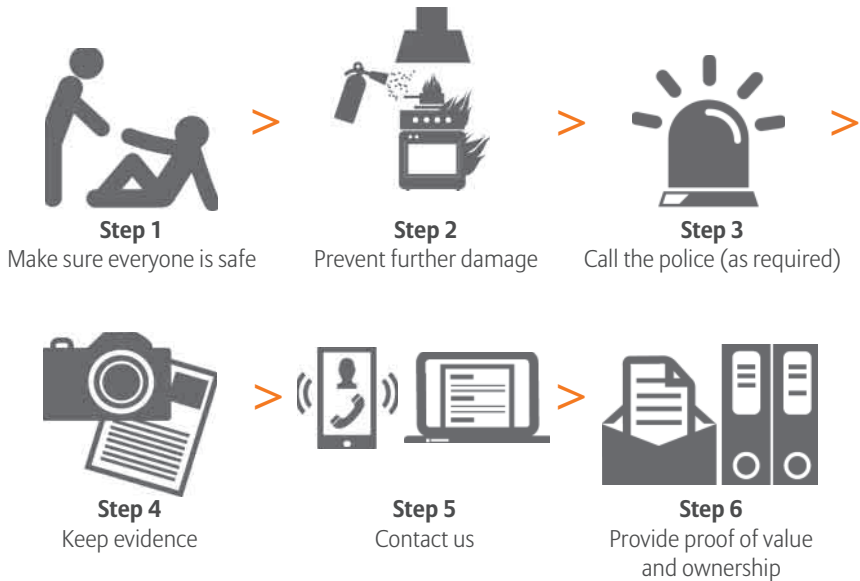 Step 1
Make sure everyone is safe
Step 2
Prevent further damage
Step 3
Call the police (as required)
Step 4
Keep evidence
Step 5
Contact us
Step 6
Provide proof of value
and ownership